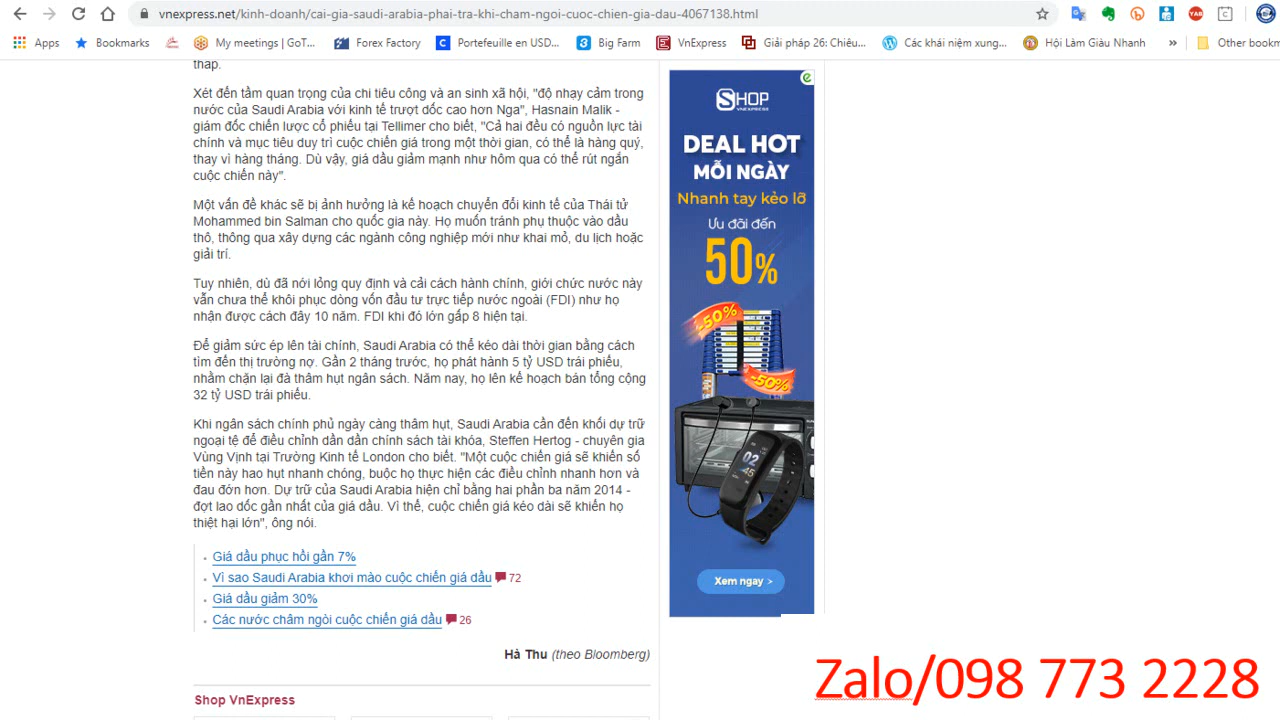 vnexpress.net/kinh-doanh/cai-gia-saudi-arabia-phai-tra-khi-cham-ngoi-cuoc-chien-gia-dau-4067138.html
Apps
Bookmarks
My meetings | GoT...
Forex Factory
Portefeuille en USD...
Big Farm
VnExpress
Giải pháp 26: Chiêu...
Các khái niệm xung...
Hội Làm Giàu Nhanh
»
Other bookm
thấp.
Xét đến tầm quan trọng của chi tiêu công và an sinh xã hội, "độ nhạy cảm trong
nước của Saudi Arabia với kinh tế trượt dốc cao hơn Nga", Hasnain Malik -
giám đốc chiến lược cổ phiếu tại Tellimer cho biết, "Cả hai đều có nguồn lực tài
chính và mục tiêu duy trì cuộc chiến giá trong một thời gian, có thể là hàng quý,
thay vì hàng tháng. Dù vậy, giá dầu giảm mạnh như hôm qua có thể rút ngắn
cuộc chiến này".
Một vấn đề khác sẽ bị ảnh hưởng là kế hoạch chuyển đổi kinh tế của Thái tử
Mohammed bin Salman cho quốc gia này. Họ muốn tránh phụ thuộc vào dầu
thô, thông qua xây dựng các ngành công nghiệp mới như khai mỏ, du lịch hoặc
giải trí.
Tuy nhiên, dù đã nới lỏng quy định và cải cách hành chính, giới chức nước này
vẫn chưa thể khôi phục dòng vốn đầu tư trực tiếp nước ngoài (FDI) như họ
nhận được cách đây 10 năm. FDI khi đó lớn gấp 8 hiện tại.
Để giảm sức ép lên tài chính, Saudi Arabia có thể kéo dài thời gian bằng cách
tìm đến thị trường nợ. Gần 2 tháng trước, họ phát hành 5 tỷ USD trái phiếu,
nhằm chặn lại đà thâm hụt ngân sách. Năm nay, họ lên kế hoạch bán tổng cộng
32 tỷ USD trái phiếu.
Khi ngân sách chính phủ ngày càng thâm hụt, Saudi Arabia cần đến khối dự trữ
ngoại tệ để điều chỉnh dần dần chính sách tài khóa, Steffen Hertog - chuyên gia
Vùng Vịnh tại Trường Kinh tế London cho biết. "Một cuộc chiến giá sẽ khiến số
tiền này hao hụt nhanh chóng, buộc họ thực hiện các điều chỉnh nhanh hơn và
đau đớn hơn. Dự trữ của Saudi Arabia hiện chỉ bằng hai phần ba năm 2014 -
đợt lao dốc gần nhất của giá dầu. Vì thế, cuộc chiến giá kéo dài sẽ khiến họ
thiệt hại lớn", ông nói.
Giá dầu phục hồi gần 7%
Vì sao Saudi Arabia khơi mào cuộc chiến giá dầu 72
Giá dầu giảm 30%
Các nước châm ngòi cuộc chiến giá dầu 26
Hà Thu (theo Bloomberg)
Shop VnExpress
SHOP
VNEXPRESS
DEAL HOT
MỖI NGÀY
Nhanh tay kẻo lỡ
Ưu đãi đến
50%
-50%
-50%
02
45
Xem ngay >
Zalo/098 773 2228